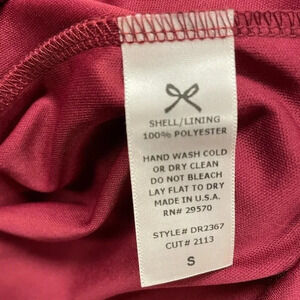 SHELL/LINING
100% POLYESTER
HAND WASH COLD
OR DRY CLEAN
DO NOT BLEACH
LAY FLAT TO DRY
MADE IN U.S.A.
RN# 29570
STYLE# DR2367
CUT# 2113
S